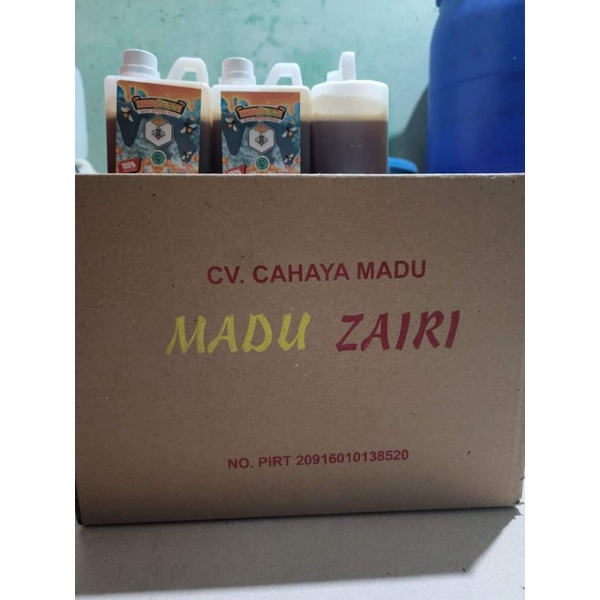 CV. CAHAYA MADU
MADU ZAIRI
NO. PiRT 20916010138520